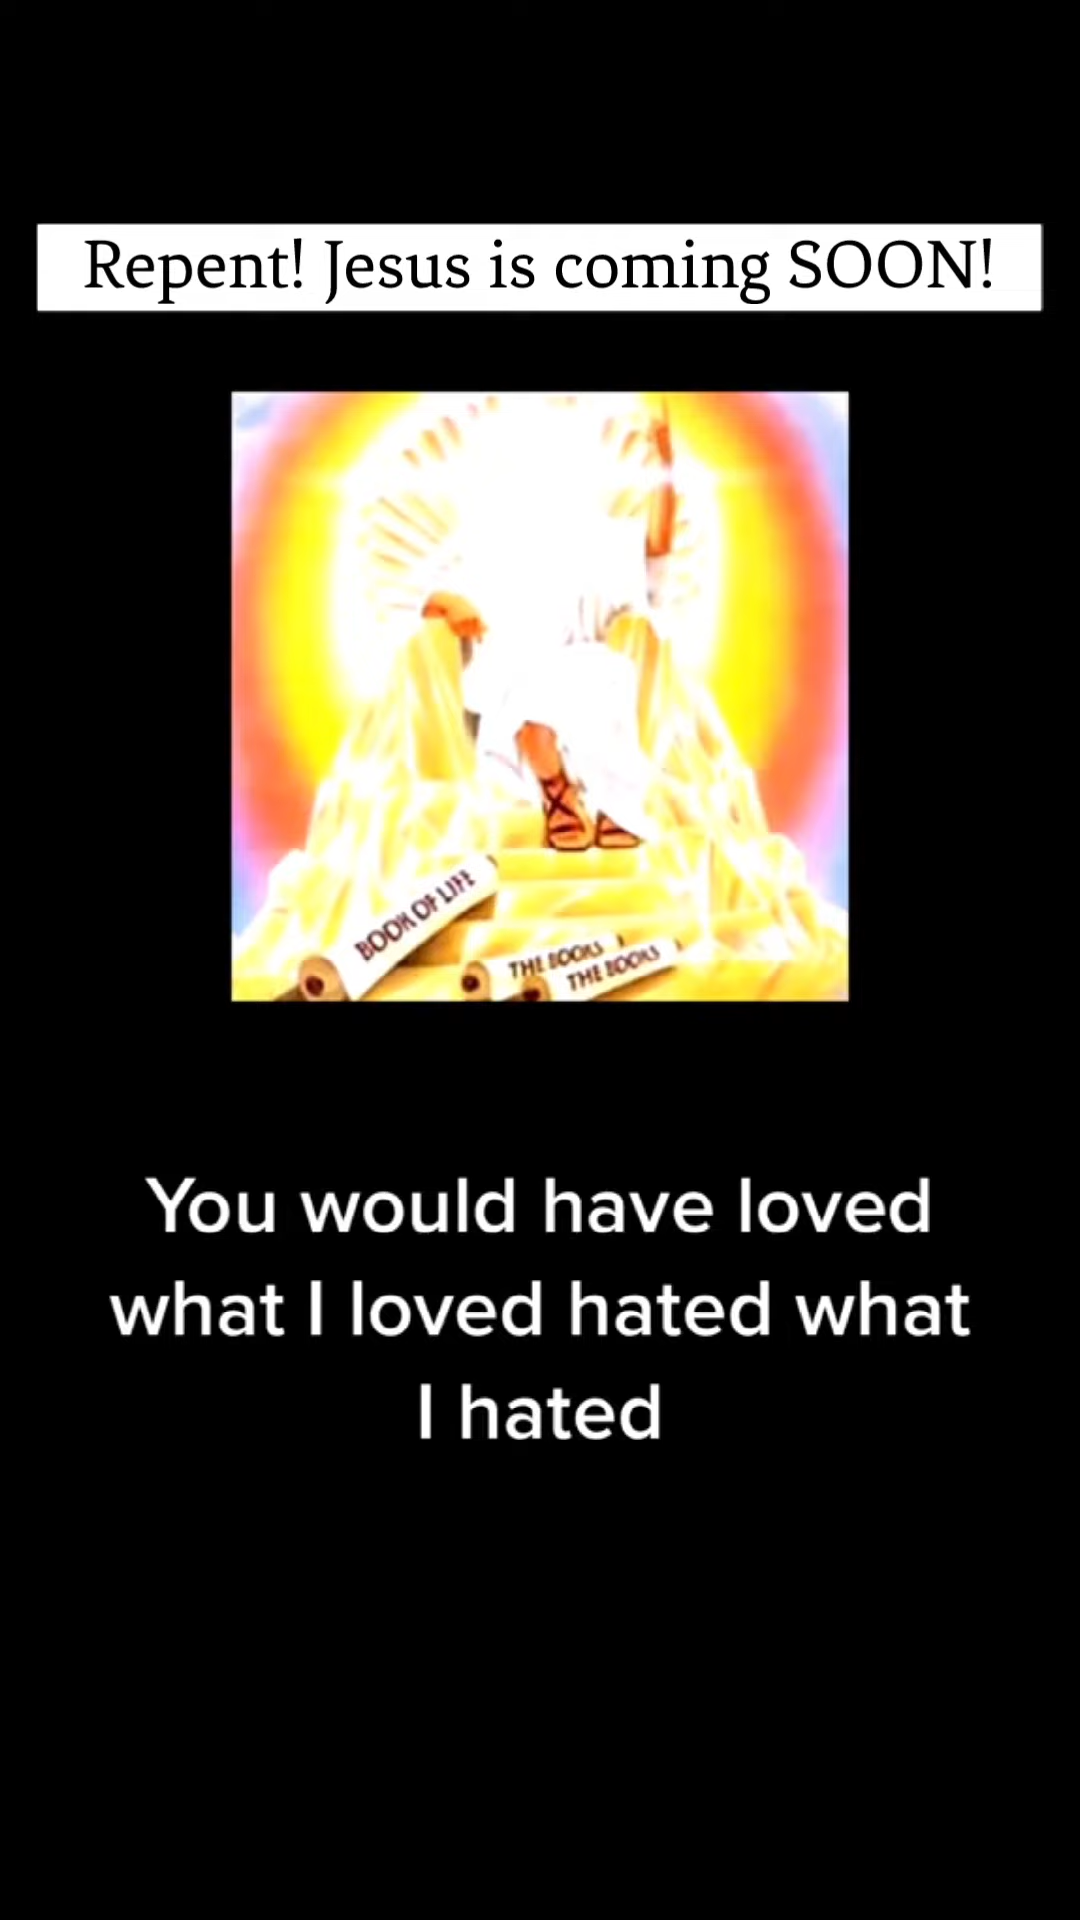 Repent! Jesus is coming SOON!
BOOK OF LIFE
THE BOOKS
THE BOOKS
You would have loved
what I loved hated what
I hated